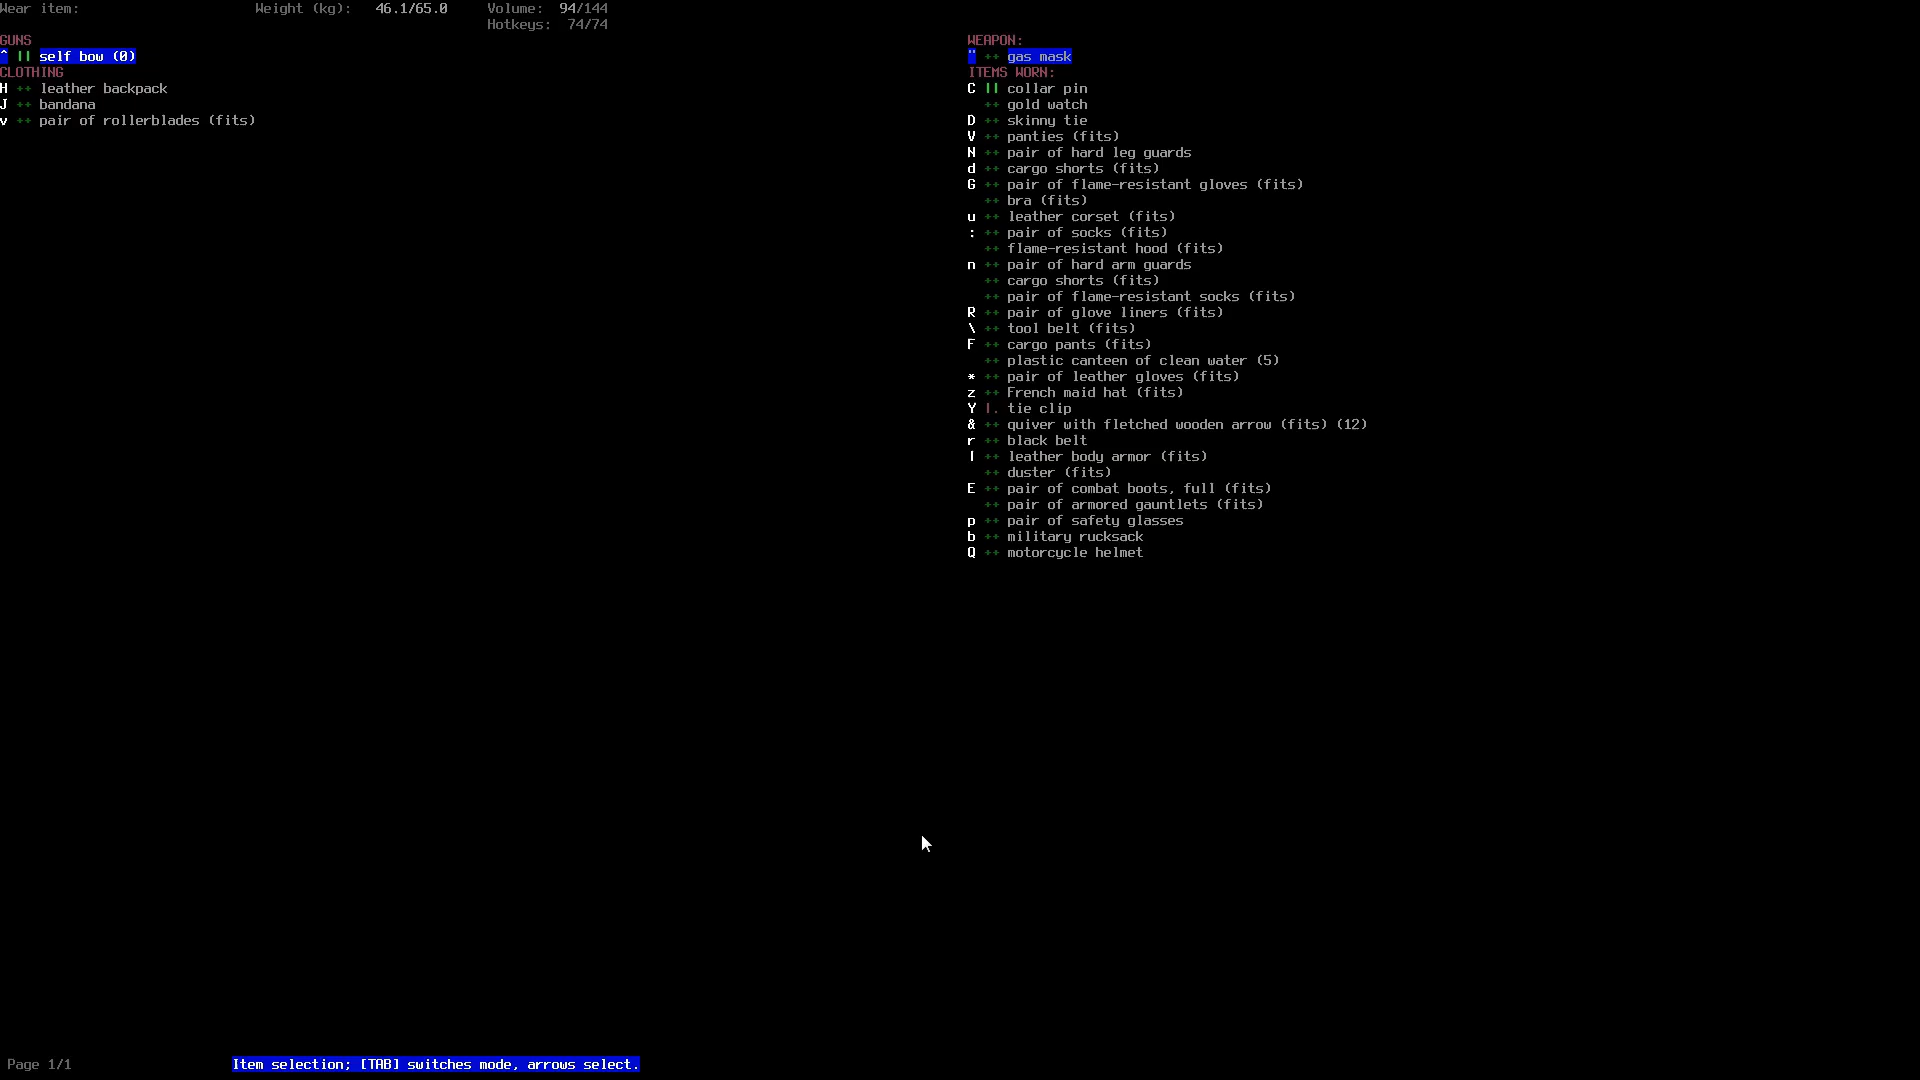 Wear item: Weight (kg): 46.1/65.0 Volume: 94/144
Hotkeys: 74/74
GUNS
^ || self bow (0)
CLOTHING
H ++ leather backpack
J ++ bandana
v ++ pair of rollerblades (fits)
WEAPON:
" ++ gas mask
ITEMS WORN:
C || collar pin
++ gold watch
D ++ skinny tie
V ++ panties (fits)
N ++ pair of hard leg guards
d ++ cargo shorts (fits)
G ++ pair of flame-resistant gloves (fits)
++ bra (fits)
u ++ leather corset (fits)
: ++ pair of socks (fits)
++ flame-resistant hood (fits)
n ++ pair of hard arm guards
++ cargo shorts (fits)
++ pair of flame-resistant socks (fits)
R ++ pair of glove liners (fits)
\ ++ tool belt (fits)
F ++ cargo pants (fits)
++ plastic canteen of clean water (5)
* ++ pair of leather gloves (fits)
z ++ French maid hat (fits)
Y |. tie clip
& ++ quiver with fletched wooden arrow (fits) (12)
r ++ black belt
| ++ leather body armor (fits)
++ duster (fits)
E ++ pair of combat boots, full (fits)
++ pair of armored gauntlets (fits)
p ++ pair of safety glasses
b ++ military rucksack
Q ++ motorcycle helmet
Page 1/1 Item selection; [TAB] switches mode, arrows select.